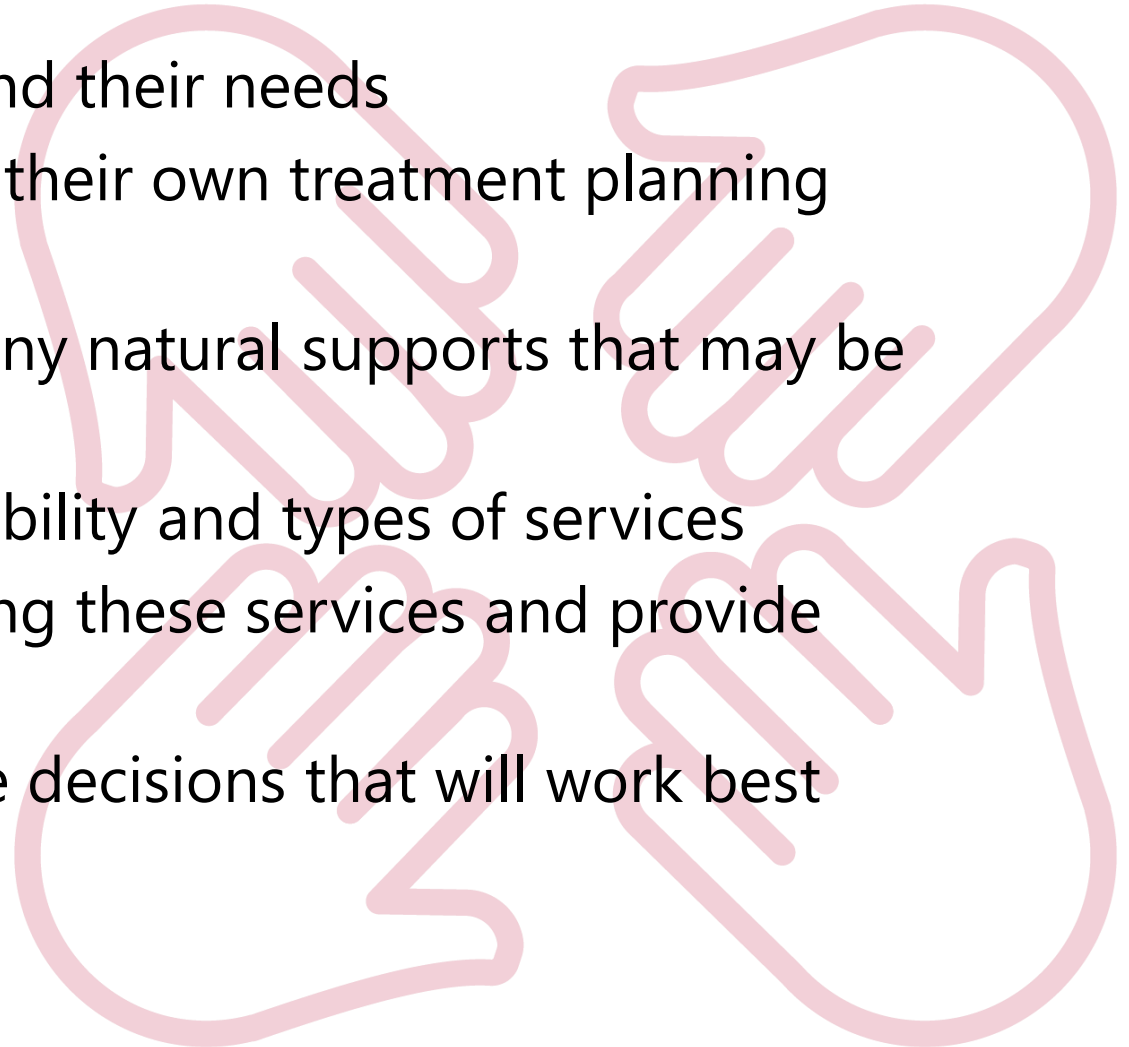 nd their needs
their own treatment planning
ny natural supports that may be
bility and types of services
ng these services and provide
e decisions that will work best